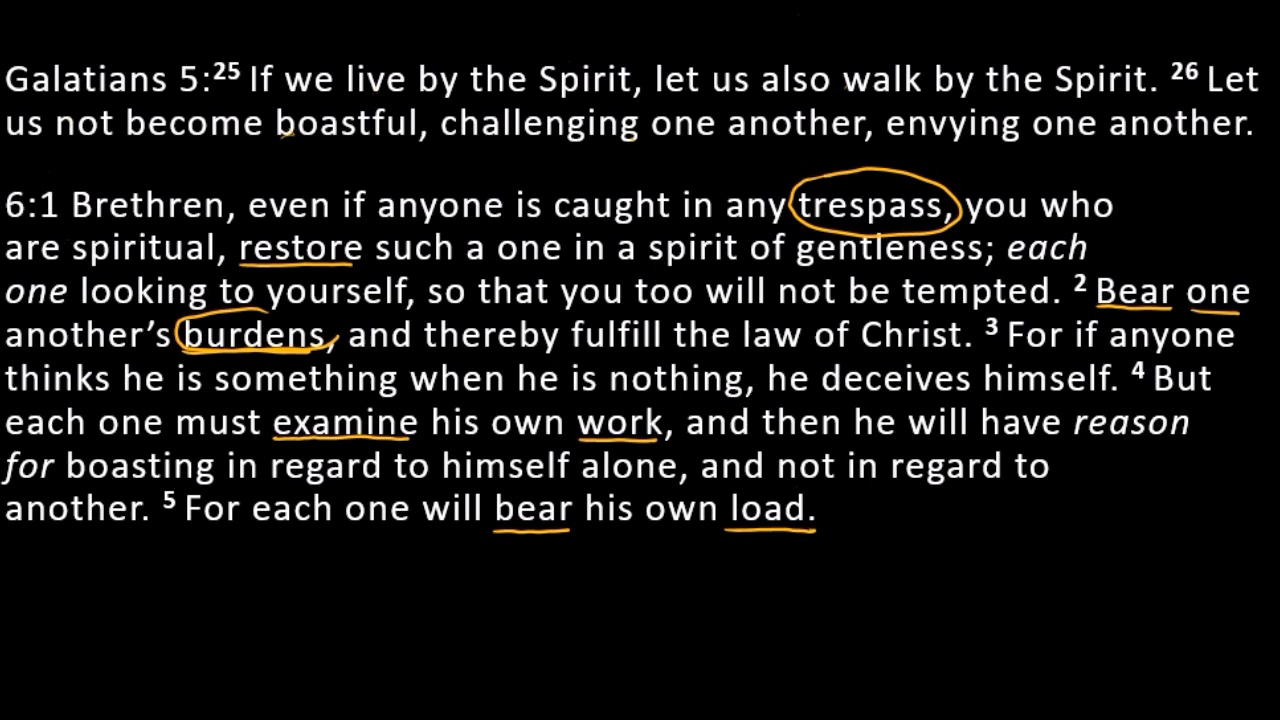 Galatians 5:25 If we live by the Spirit, let us also walk by the Spirit. 26 Let
us not become boastful, challenging one another, envying one another.
6:1 Brethren, even if anyone is caught in any trespass, you who
are spiritual, restore such a one in a spirit of gentleness; each
one looking to yourself, so that you too will not be tempted. 2 Bear one
another’s burdens, and thereby fulfill the law of Christ. 3 For if anyone
thinks he is something when he is nothing, he deceives himself. 4 But
each one must examine his own work, and then he will have reason
for boasting in regard to himself alone, and not in regard to
another. 5 For each one will bear his own load.